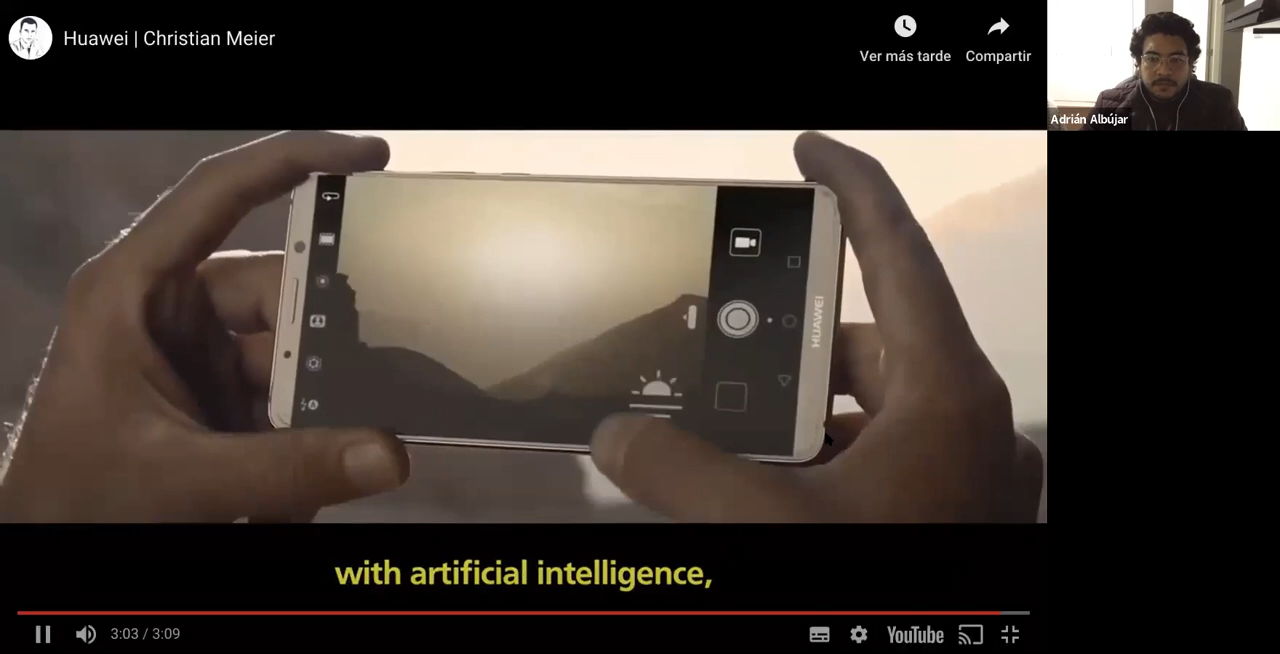 Huawei | Christian Meier
Ver más tarde
Compartir
Adrián Albújar
HUAWEI
with artificial intelligence,
3:03 / 3:09
YouTube